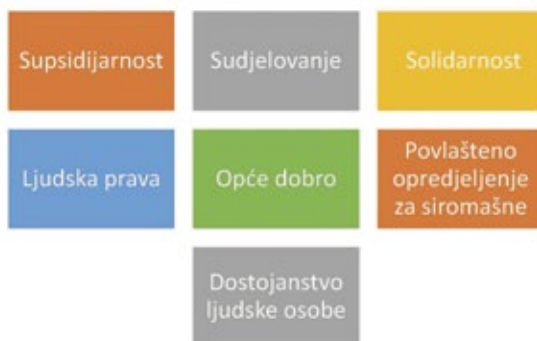 Supsidijarnost
Sudjelovanje
Solidarnost
Ljudska prava
Opće dobro
Povlašteno
opredjeljenje
za siromašne
Dostojanstvo
ljudske osobe